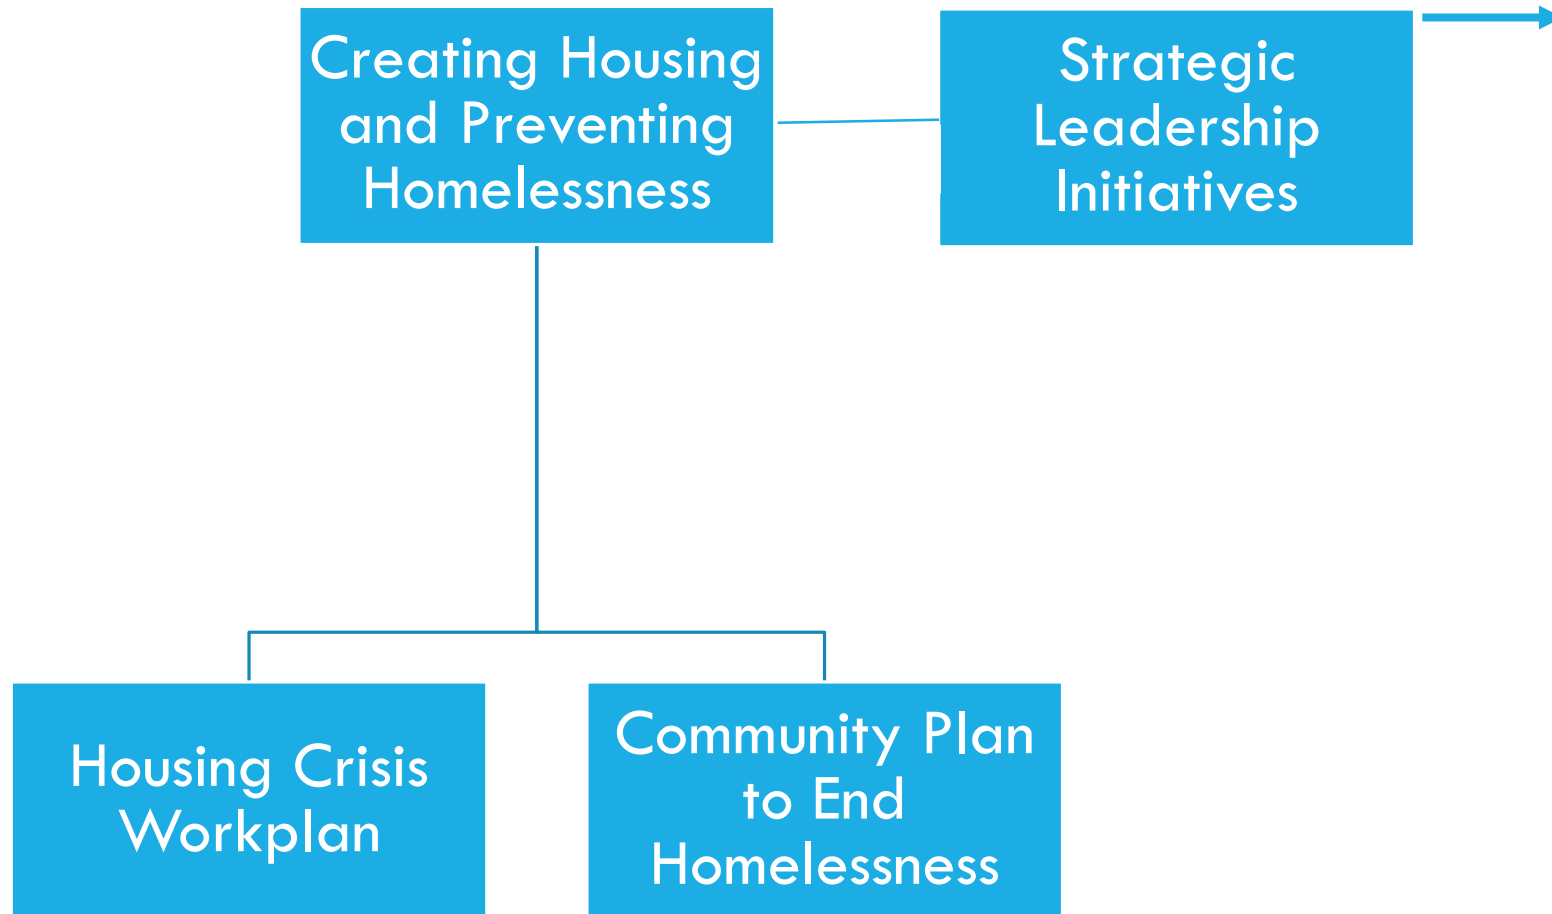 Creating Housing
and Preventing
Homelessness
Strategic
Leadership
Initiatives
Housing Crisis
Workplan
Community Plan
to End
Homelessness